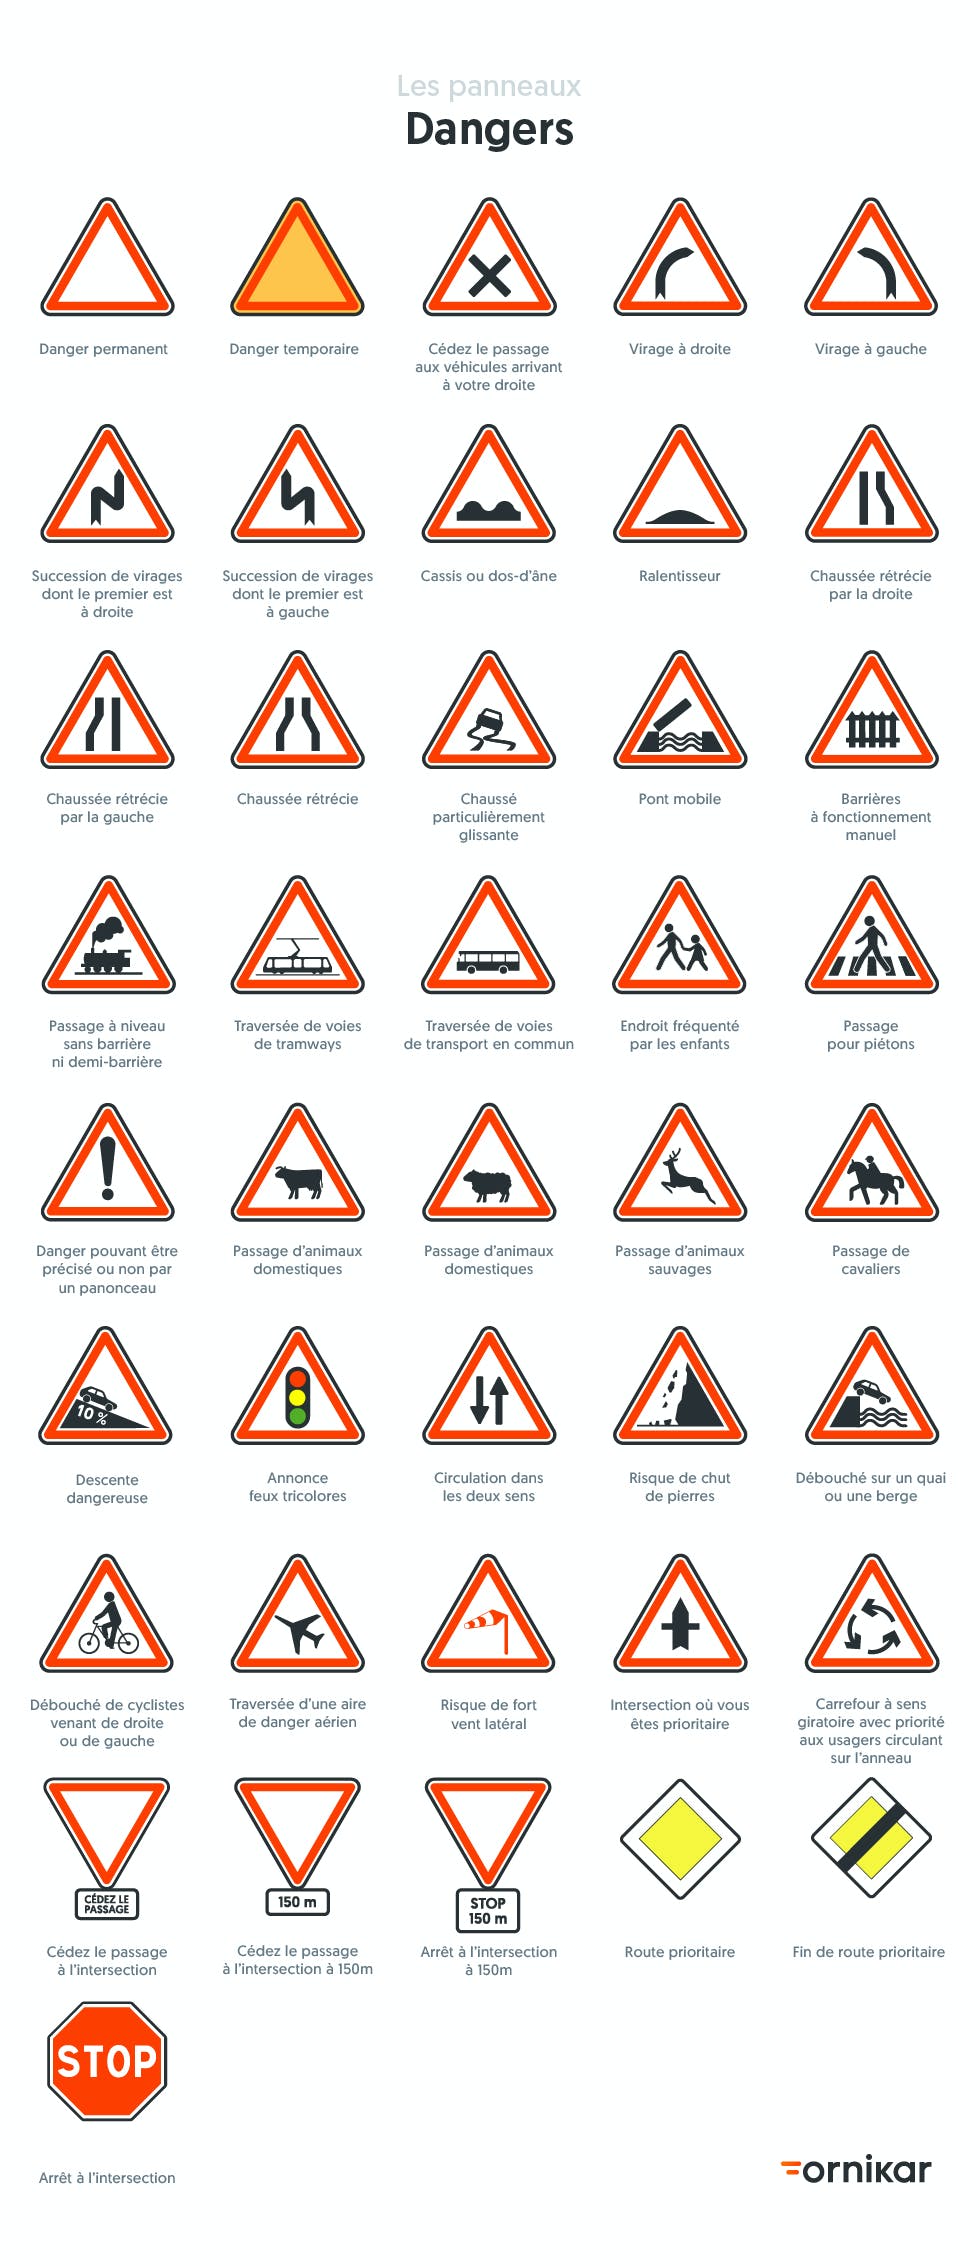 Les panneaux
Dangers
Danger permanent
Danger temporaire
Cédez le passage
aux véhicules arrivant
à votre droite
Virage à droite
Virage à gauche
Succession de virages
dont le premier est
à droite
Succession de virages
dont le premier est
à gauche
Cassis ou dos-d'âne
Ralentisseur
Chaussée rétrécie
par la droite
Chaussée rétrécie
par la gauche
Chaussée rétrécie
Chaussé
particulièrement
glissante
Pont mobile
Barrières
à fonctionnement
manuel
Passage à niveau
sans barrière
ni demi-barrière
Traversée de voies
de tramways
Traversée de voies
de transport en commun
Endroit fréquenté
par les enfants
Passage
pour piétons
Danger pouvant être
précisé ou non par
un panonceau
Passage d'animaux
domestiques
Passage d'animaux
domestiques
Passage d'animaux
sauvages
Passage de
cavaliers
10 %
Descente
dangereuse
Annonce
feux tricolores
Circulation dans
les deux sens
Risque de chut
de pierres
Débouché sur un quai
ou une berge
Débouché de cyclistes
venant de droite
ou de gauche
Traversée d'une aire
de danger aérien
Risque de fort
vent latéral
Intersection où vous
êtes prioritaire
Carrefour à sens
giratoire avec priorité
aux usagers circulant
sur l'anneau
CÉDEZ LE
PASSAGE
Cédez le passage
à l'intersection
150 m
Cédez le passage
à l'intersection à 150m
STOP
150 m
Arrêt à l'intersection
à 150m
Route prioritaire
Fin de route prioritaire
STOP
Arrêt à l'intersection
ornikar